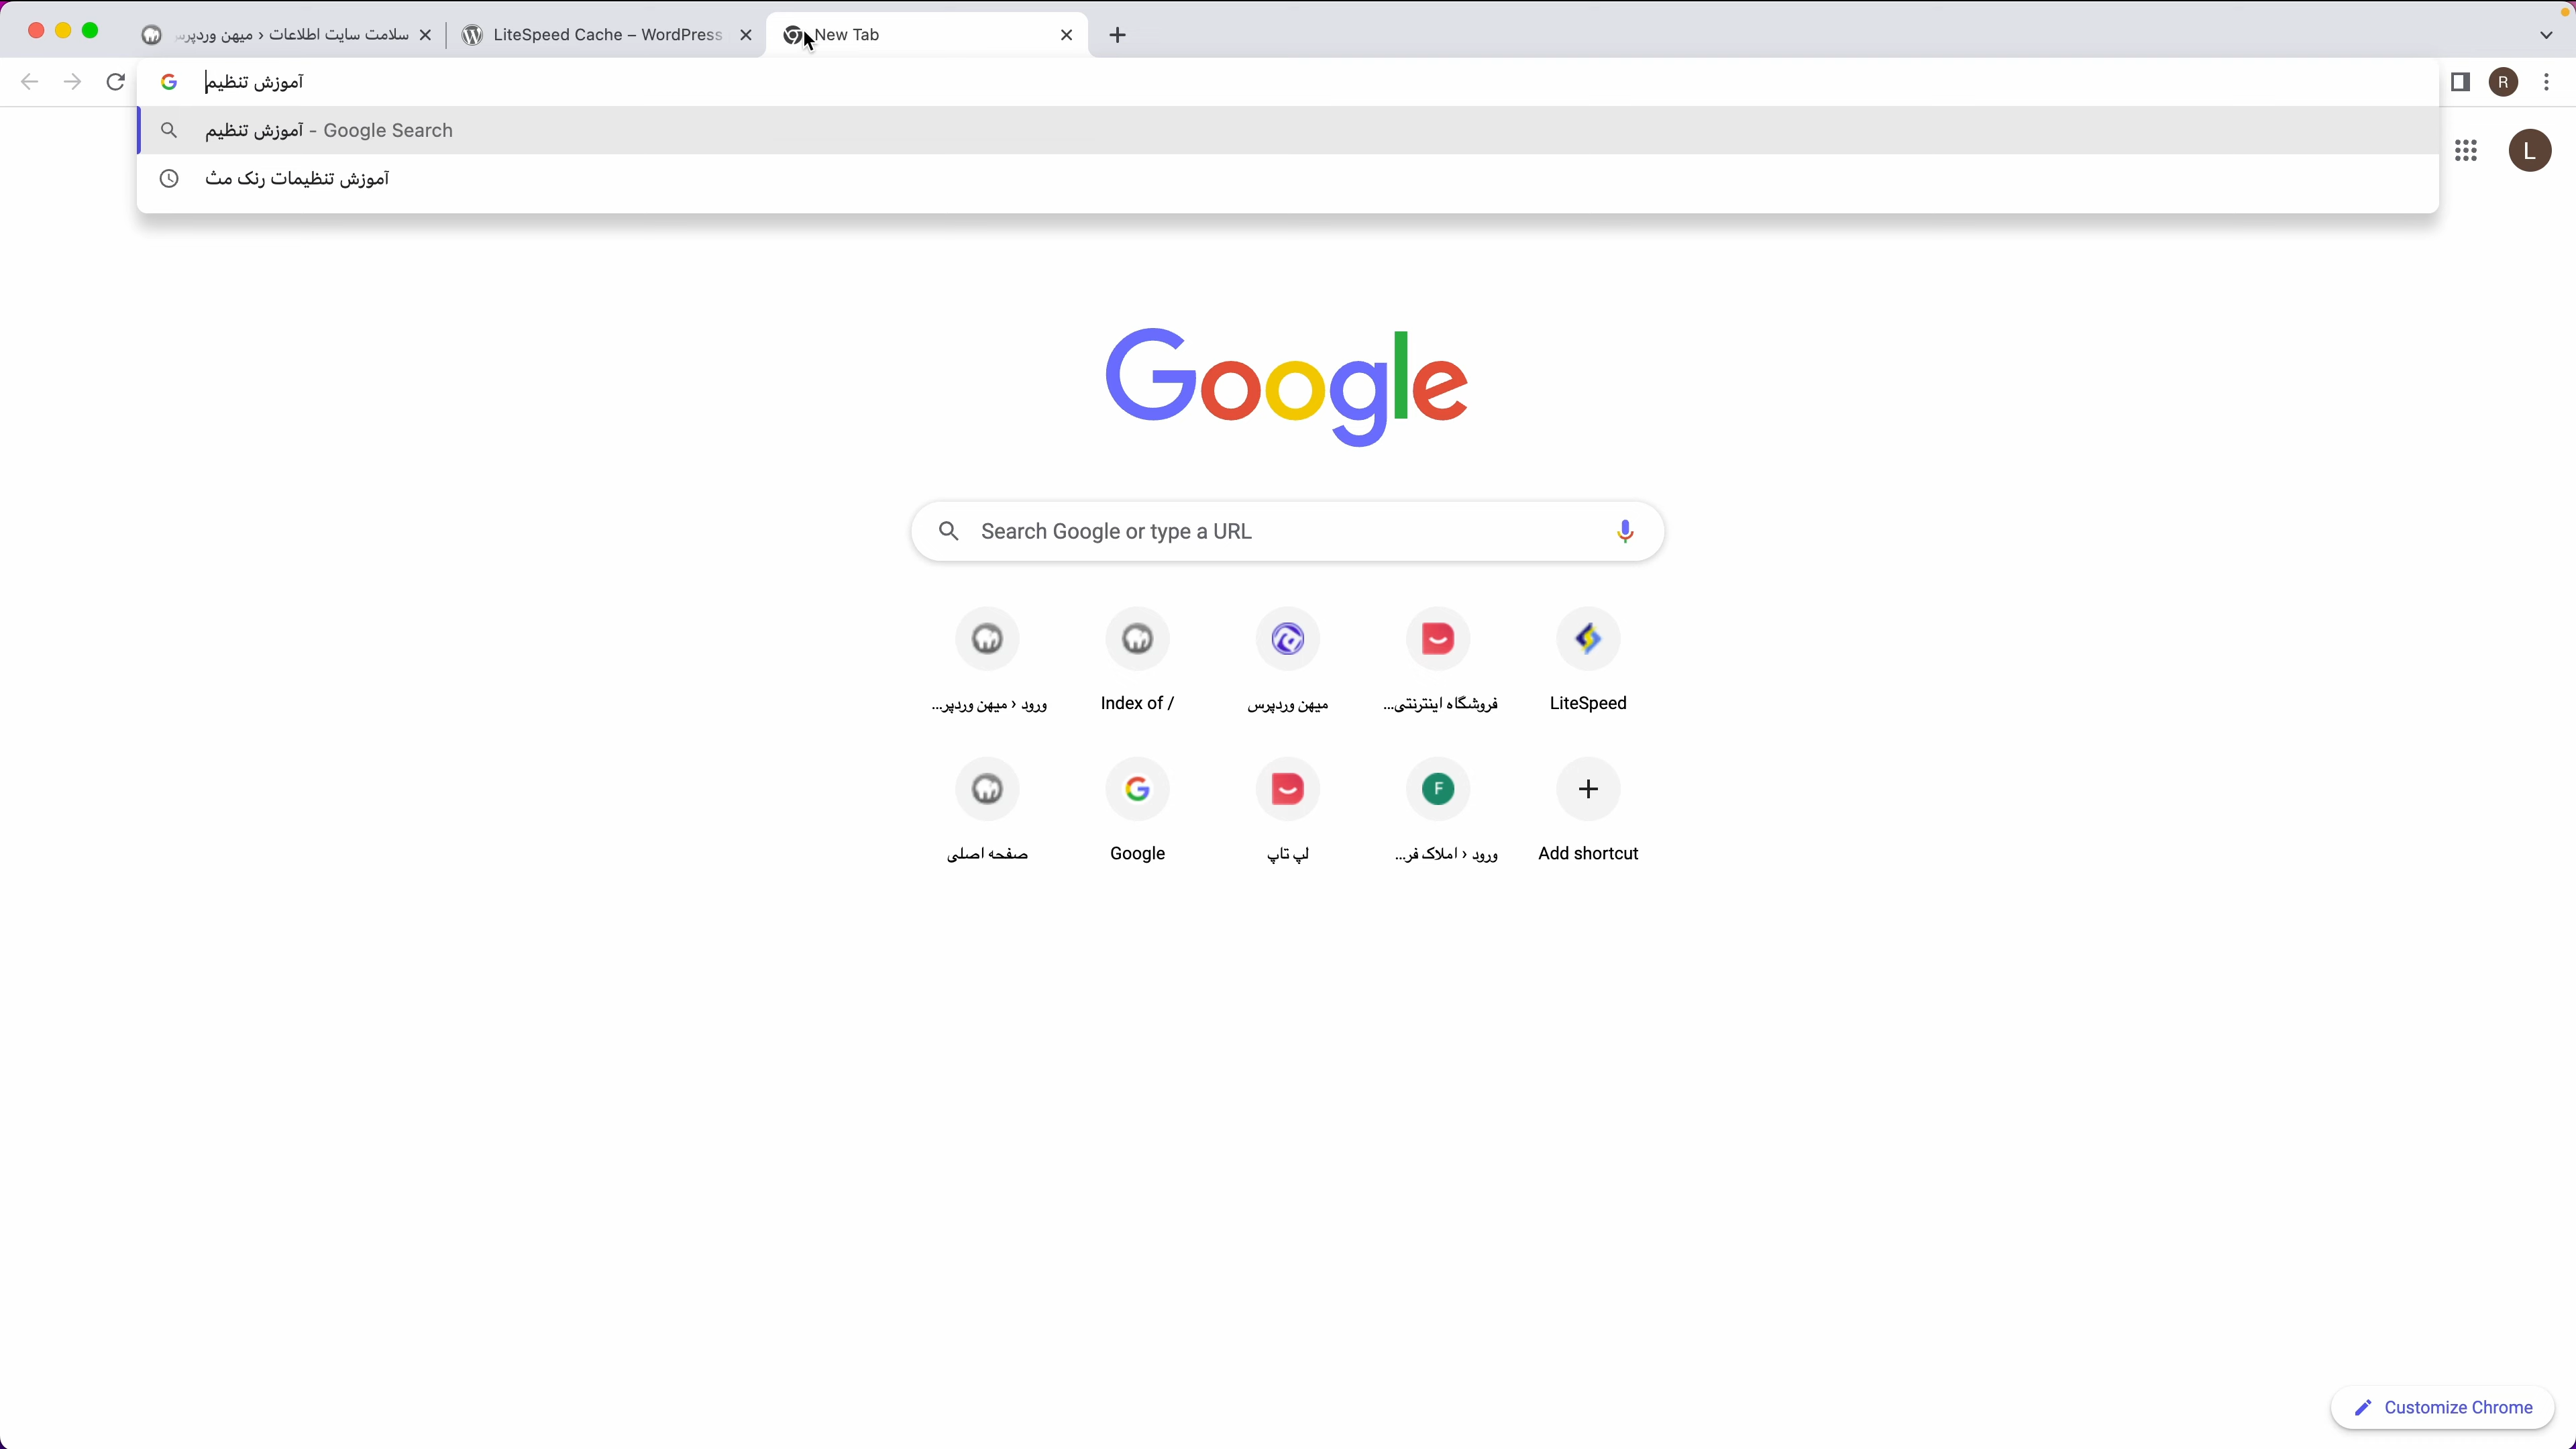 سلامت سایت اطلاعات ‹ میهن وردپرس
LiteSpeed Cache – WordPress
New Tab
آموزش تنظیم
R
آموزش تنظیم - Google Search
آموزش تنظیمات رنک مث
L
Google
Search Google or type a URL
ورود ‹ میهن وردپر...
Index of /
میهن وردپرس
فروشگاه اینترنتی...
LiteSpeed
F
صفحه اصلی
Google
لپ تاپ
ورود ‹ املاک فر...
Add shortcut
Customize Chrome